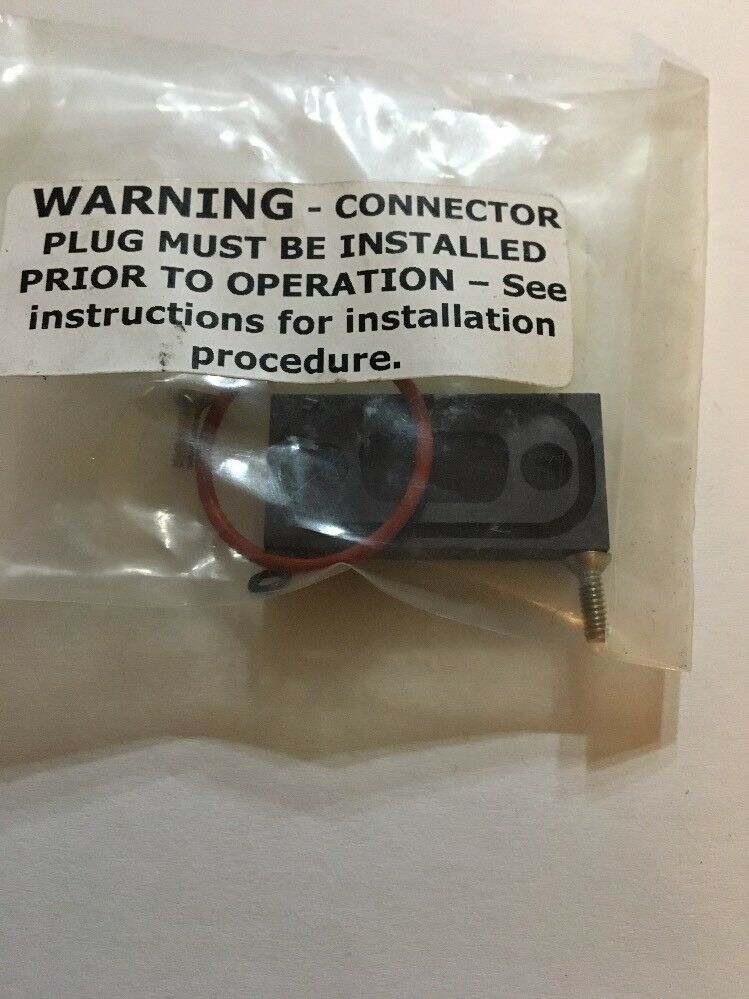 WARNING - CONNECTOR
PLUG MUST BE INSTALLED
PRIOR TO OPERATION – See
instructions for installation
procedure.